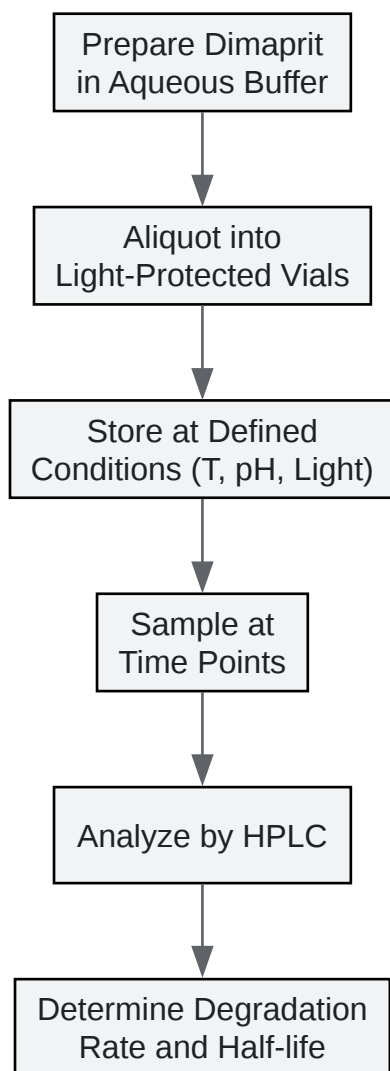 Prepare Dimaprit
in Aqueous Buffer
Aliquot into
Light-Protected Vials
Store at Defined
Conditions (T, pH, Light)
Sample at
Time Points
Analyze by HPLC
Determine Degradation
Rate and Half-life